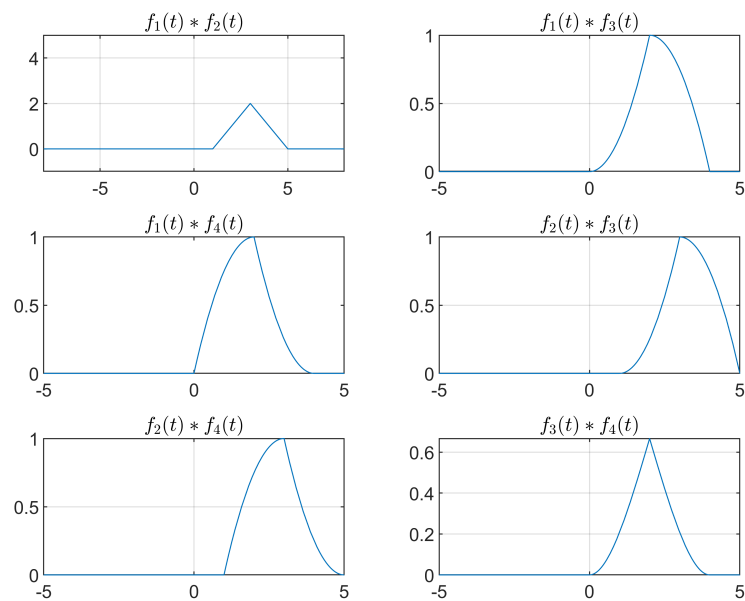 f₁(t) ∗ f₂(t)
4
2
0
-5 0 5
f₁(t) ∗ f₃(t)
1
0.5
0
-5 0 5
f₁(t) ∗ f₄(t)
1
0.5
0
-5 0 5
f₂(t) ∗ f₃(t)
1
0.5
0
-5 0 5
f₂(t) ∗ f₄(t)
1
0.5
0
-5 0 5
f₃(t) ∗ f₄(t)
0.6
0.4
0.2
0
-5 0 5